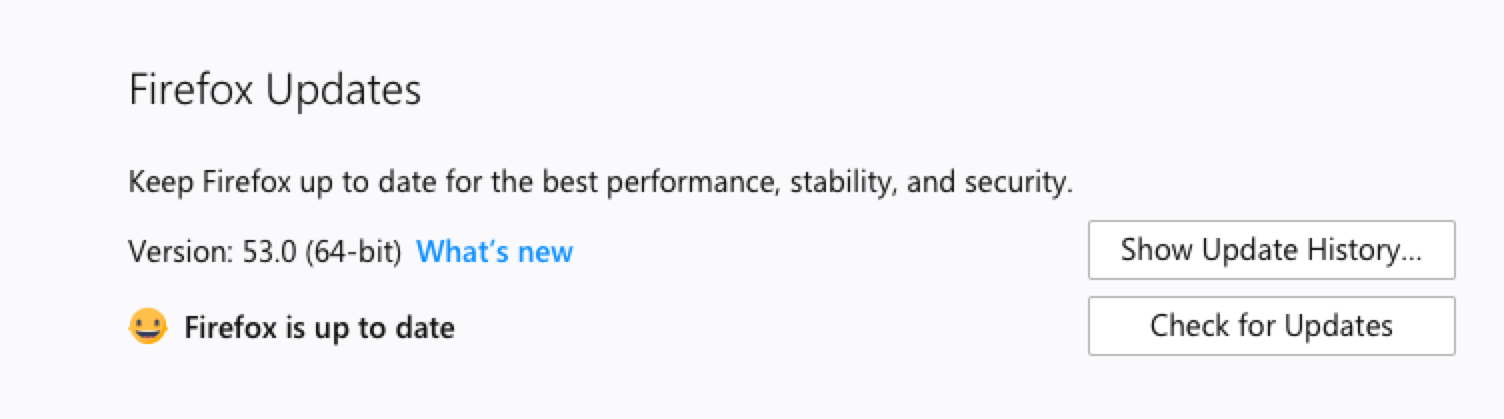 Firefox Updates
Keep Firefox up to date for the best performance, stability, and security.
Version: 53.0 (64-bit) What’s new
Show Update History...
Firefox is up to date
Check for Updates